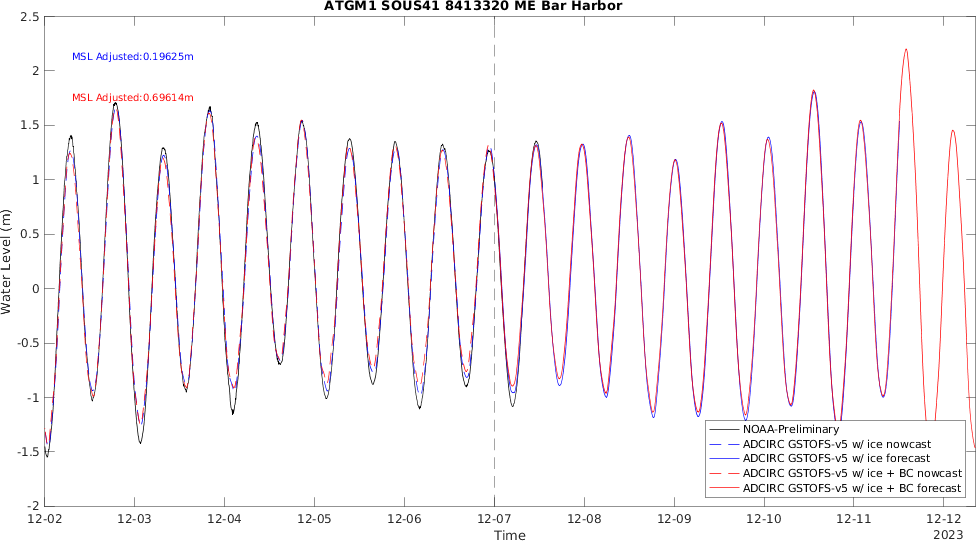 ATGM1 SOUS41 8413320 ME Bar Harbor
MSL Adjusted:0.19625m
MSL Adjusted:0.69614m
Water Level (m)
2.5
2
1.5
1
0.5
0
-0.5
-1
-1.5
-2
NOAA-Preliminary
ADCIRC GSTOFS-v5 w/ ice nowcast
ADCIRC GSTOFS-v5 w/ ice forecast
ADCIRC GSTOFS-v5 w/ ice + BC nowcast
ADCIRC GSTOFS-v5 w/ ice + BC forecast
12-02 12-03 12-04 12-05 12-06 12-07 12-08 12-09 12-10 12-11 12-12
2023
Time